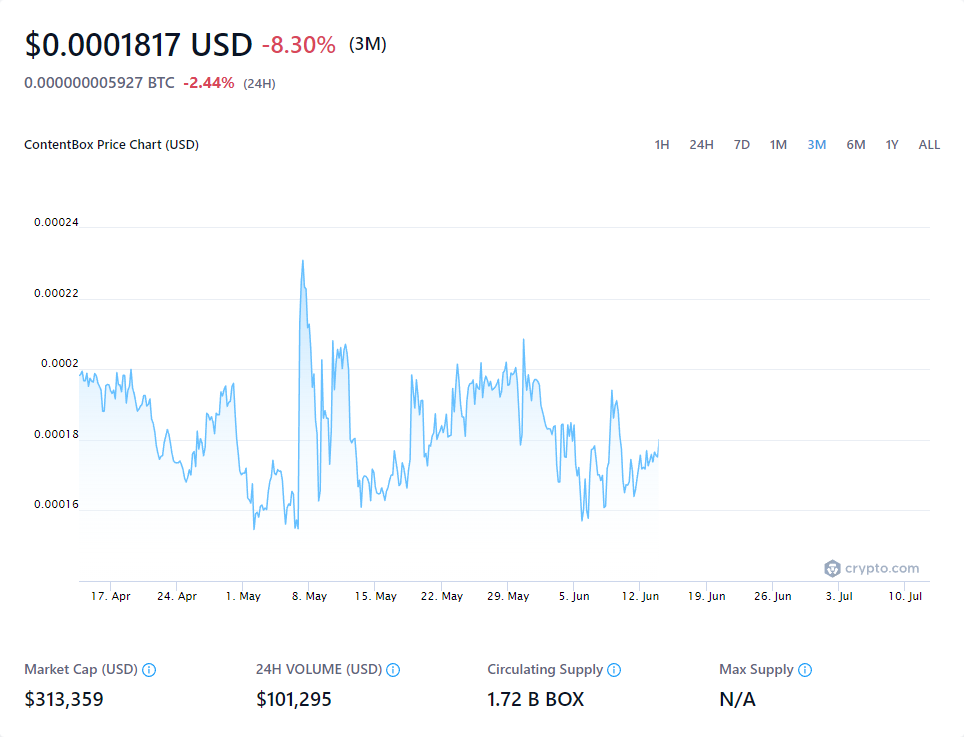 $0.0001817 USD -8.30% (3M)
0.000000005927 BTC -2.44% (24H)
ContentBox Price Chart (USD) 1H 24H 7D 1M 3M 6M 1Y ALL
0.00024
0.00022
0.0002
0.00018
0.00016
crypto.com
17. Apr 24. Apr 1. May 8. May 15. May 22. May 29. May 5. Jun 12. Jun 19. Jun 26. Jun 3. Jul 10. Jul
Market Cap (USD) 24H VOLUME (USD) Circulating Supply Max Supply
$313,359 $101,295 1.72 B BOX N/A